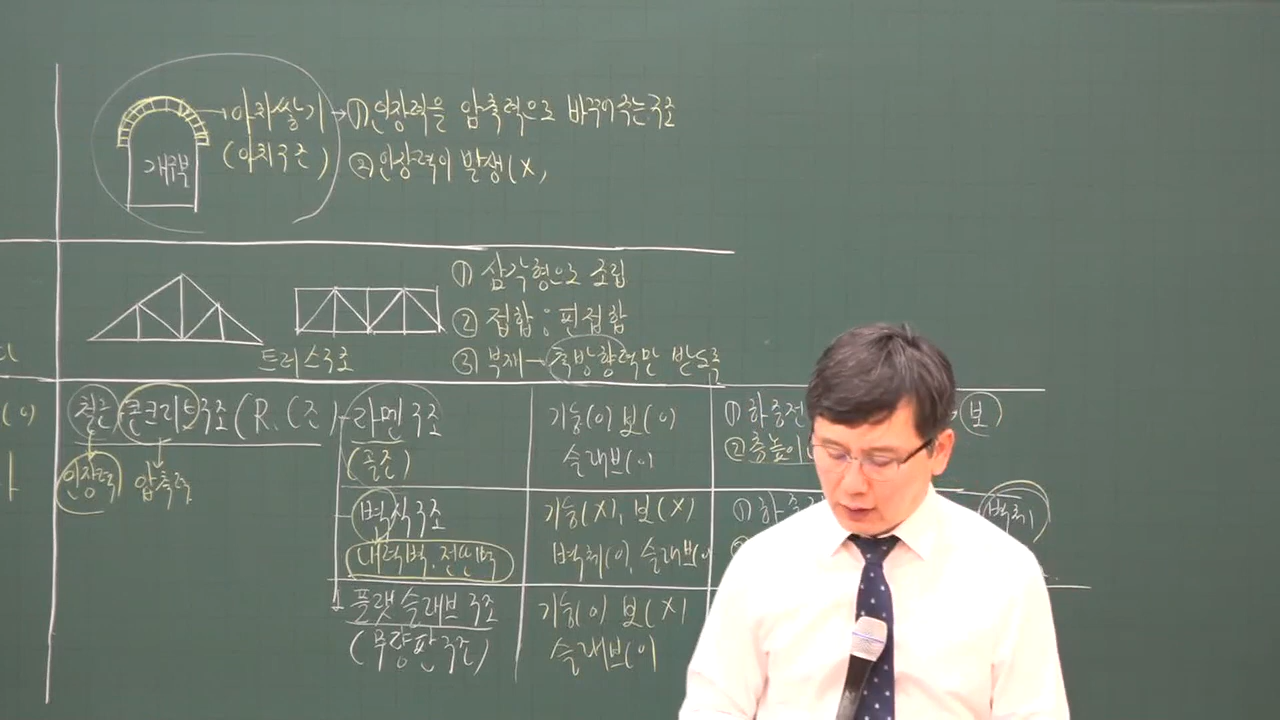 아치쌓기 → ① 인장력을 압축력으로 바꾸어 주는 구조
(아치구조) ② 인장력이 발생(X)
개구부
① 삼각형으로 조립
② 접합 : 핀접합
③ 부재 → 축방향력만 받도록
트러스구조
철근 콘크리트구조 (R.C조)
인장력 압축력
라멘구조
(골조)
기둥(O) 보(O)
슬래브(O)
① 하중전
② 층높이
보
벽식구조
내력벽.전단벽
기둥(X), 보(X)
벽체(O), 슬래브(O)
① 하중전
벽체
플랫 슬래브 구조
(무량판구조)
기둥(O) 보(X)
슬래브(O)